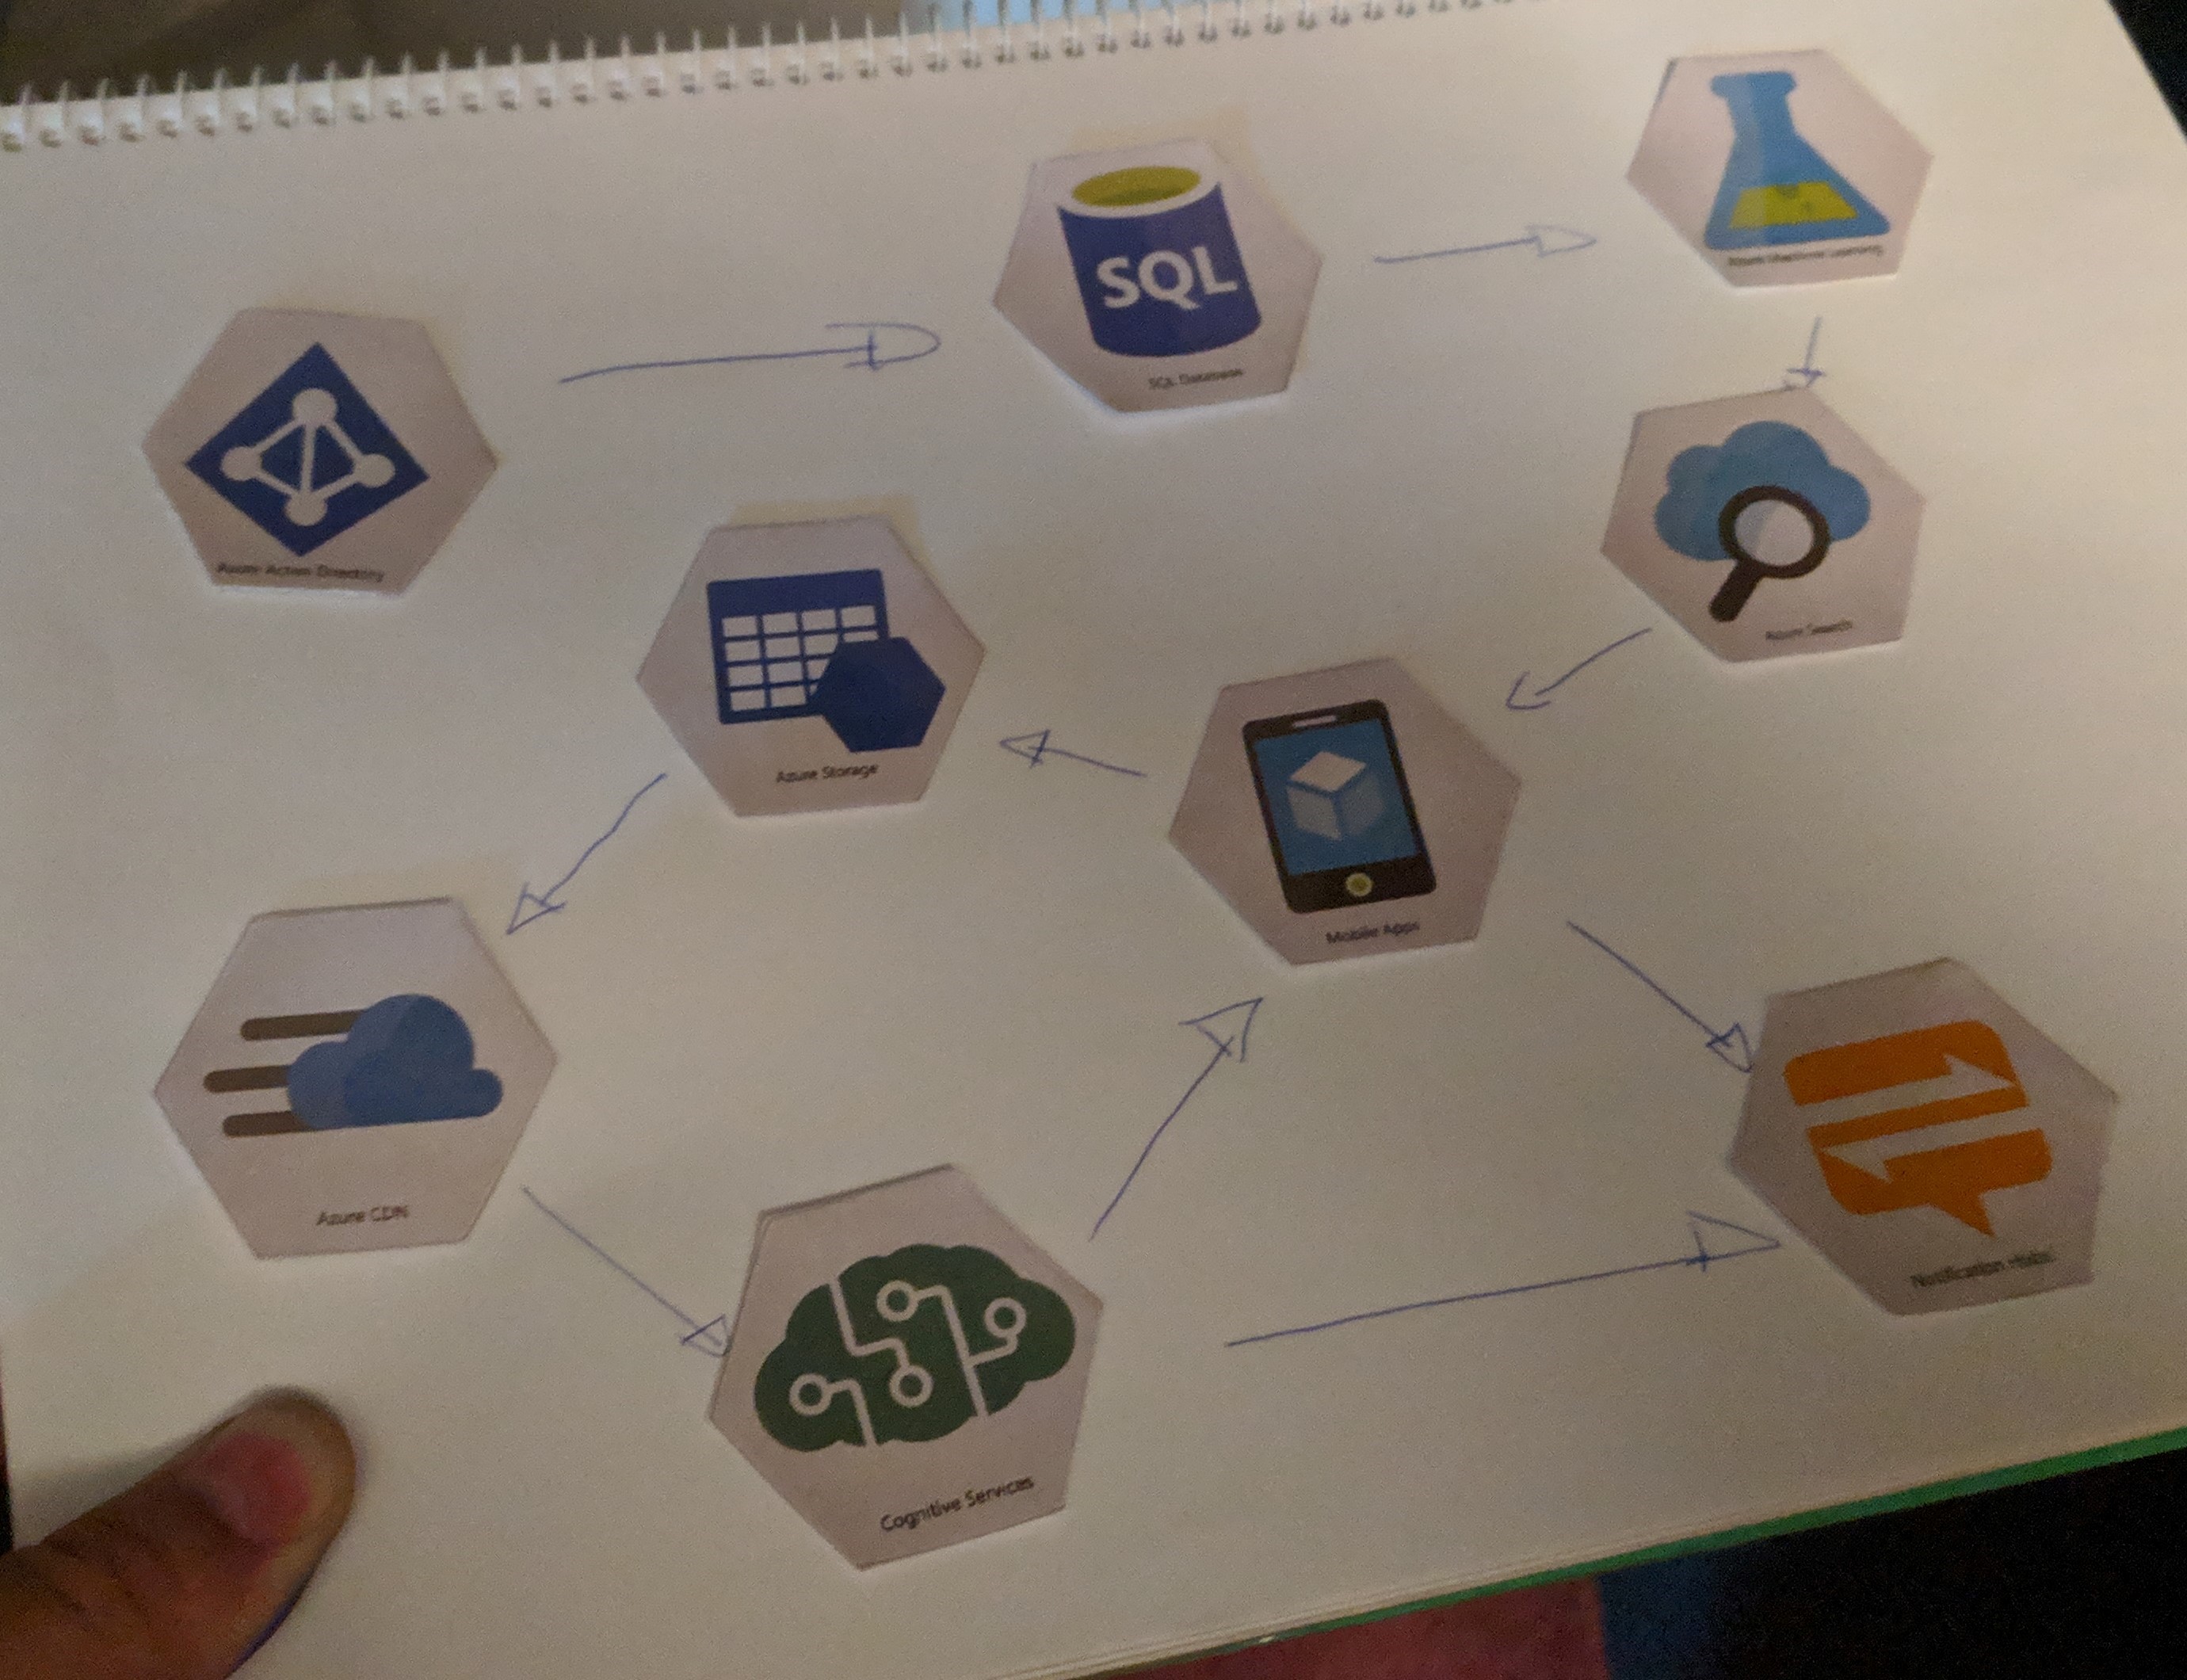 SQL
SQL Database
Azure Machine Learning
Azure Active Directory
Azure Search
Azure Storage
Mobile Apps
Azure CDN
Notification
Cognitive Services